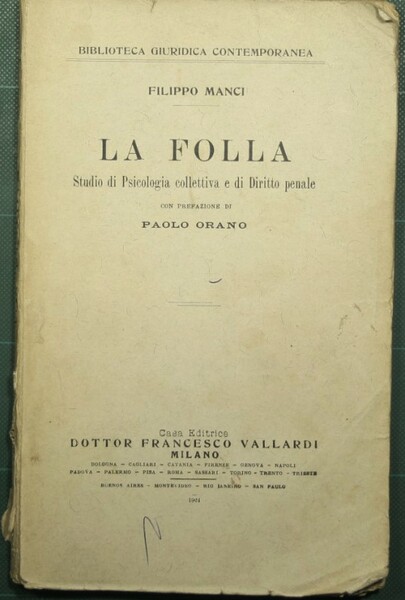 BIBLIOTECA GIURIDICA CONTEMPORANEA
FILIPPO MANCI
LA FOLLA
Studio di Psicologia collettiva e di Diritto penale
CON PREFAZIONE DI
PAOLO ORANO
Casa Editrice
DOTTOR FRANCESCO VALLARDI
MILANO
BOLOGNA – CAGLIARI – CATANIA – FIRENZE – GENOVA – NAPOLI
PADOVA – PALERMO – PISA – ROMA – SASSARI – TORINO – TRENTO – TRIESTE
BUENOS AIRES – MONTEVIDEO – RIO JANEIRO – SAN PAULO